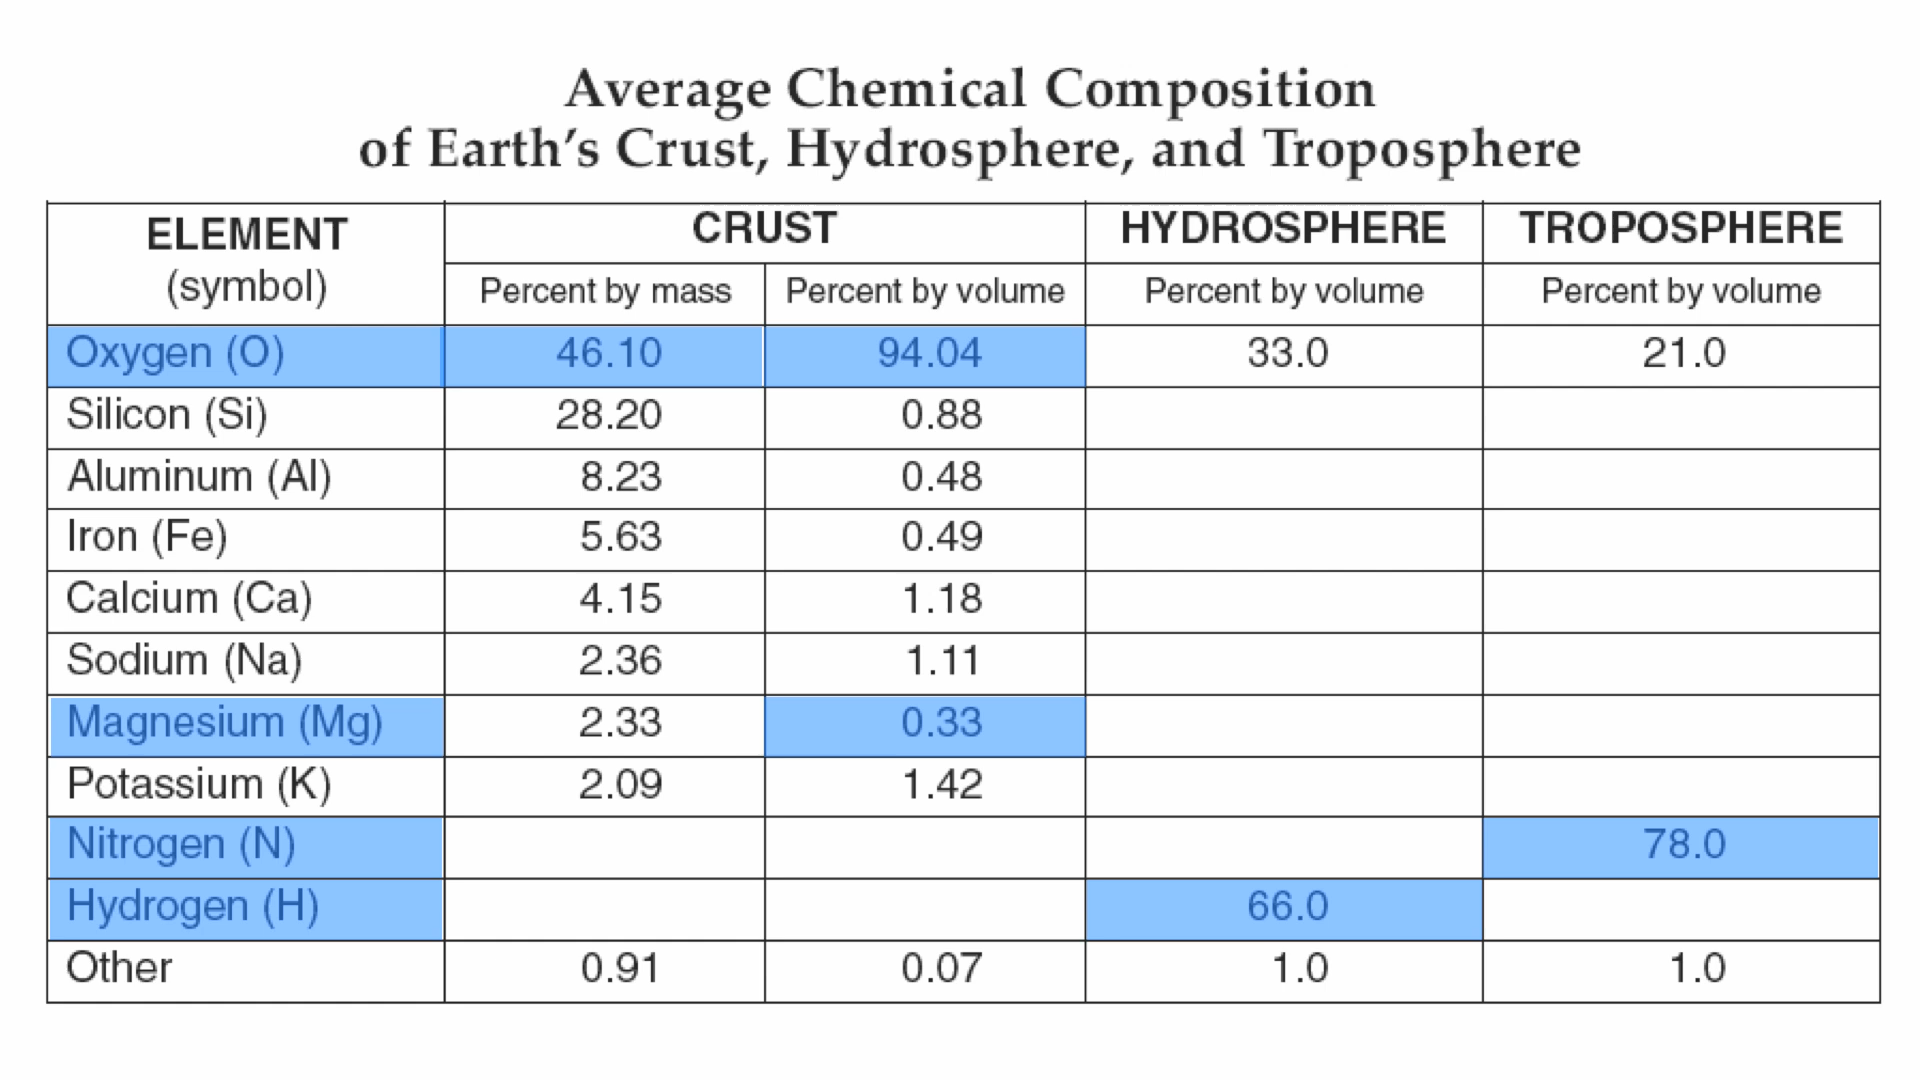 Average Chemical Composition
of Earth’s Crust, Hydrosphere, and Troposphere
ELEMENT (symbol) CRUST HYDROSPHERE TROPOSPHERE
Percent by mass Percent by volume Percent by volume Percent by volume
Oxygen (O) 46.10 94.04 33.0 21.0
Silicon (Si) 28.20 0.88
Aluminum (Al) 8.23 0.48
Iron (Fe) 5.63 0.49
Calcium (Ca) 4.15 1.18
Sodium (Na) 2.36 1.11
Magnesium (Mg) 2.33 0.33
Potassium (K) 2.09 1.42
Nitrogen (N) 78.0
Hydrogen (H) 66.0
Other 0.91 0.07 1.0 1.0